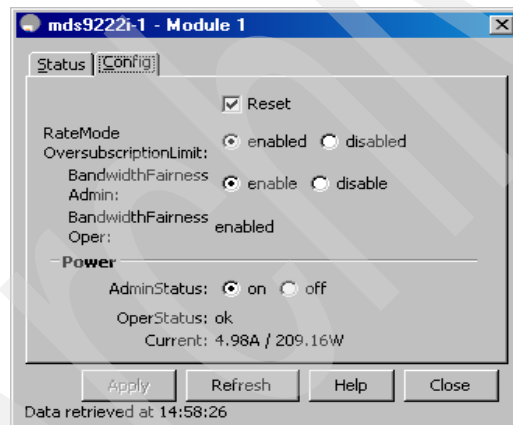 mds9222i-1 - Module 1
Status Config
Reset
RateMode
OversubscriptionLimit: enabled disabled
BandwidthFairness
Admin: enable disable
BandwidthFairness
Oper: enabled
Power
AdminStatus: on off
OperStatus: ok
Current: 4.98A / 209.16W
Apply Refresh Help Close
Data retrieved at 14:58:26